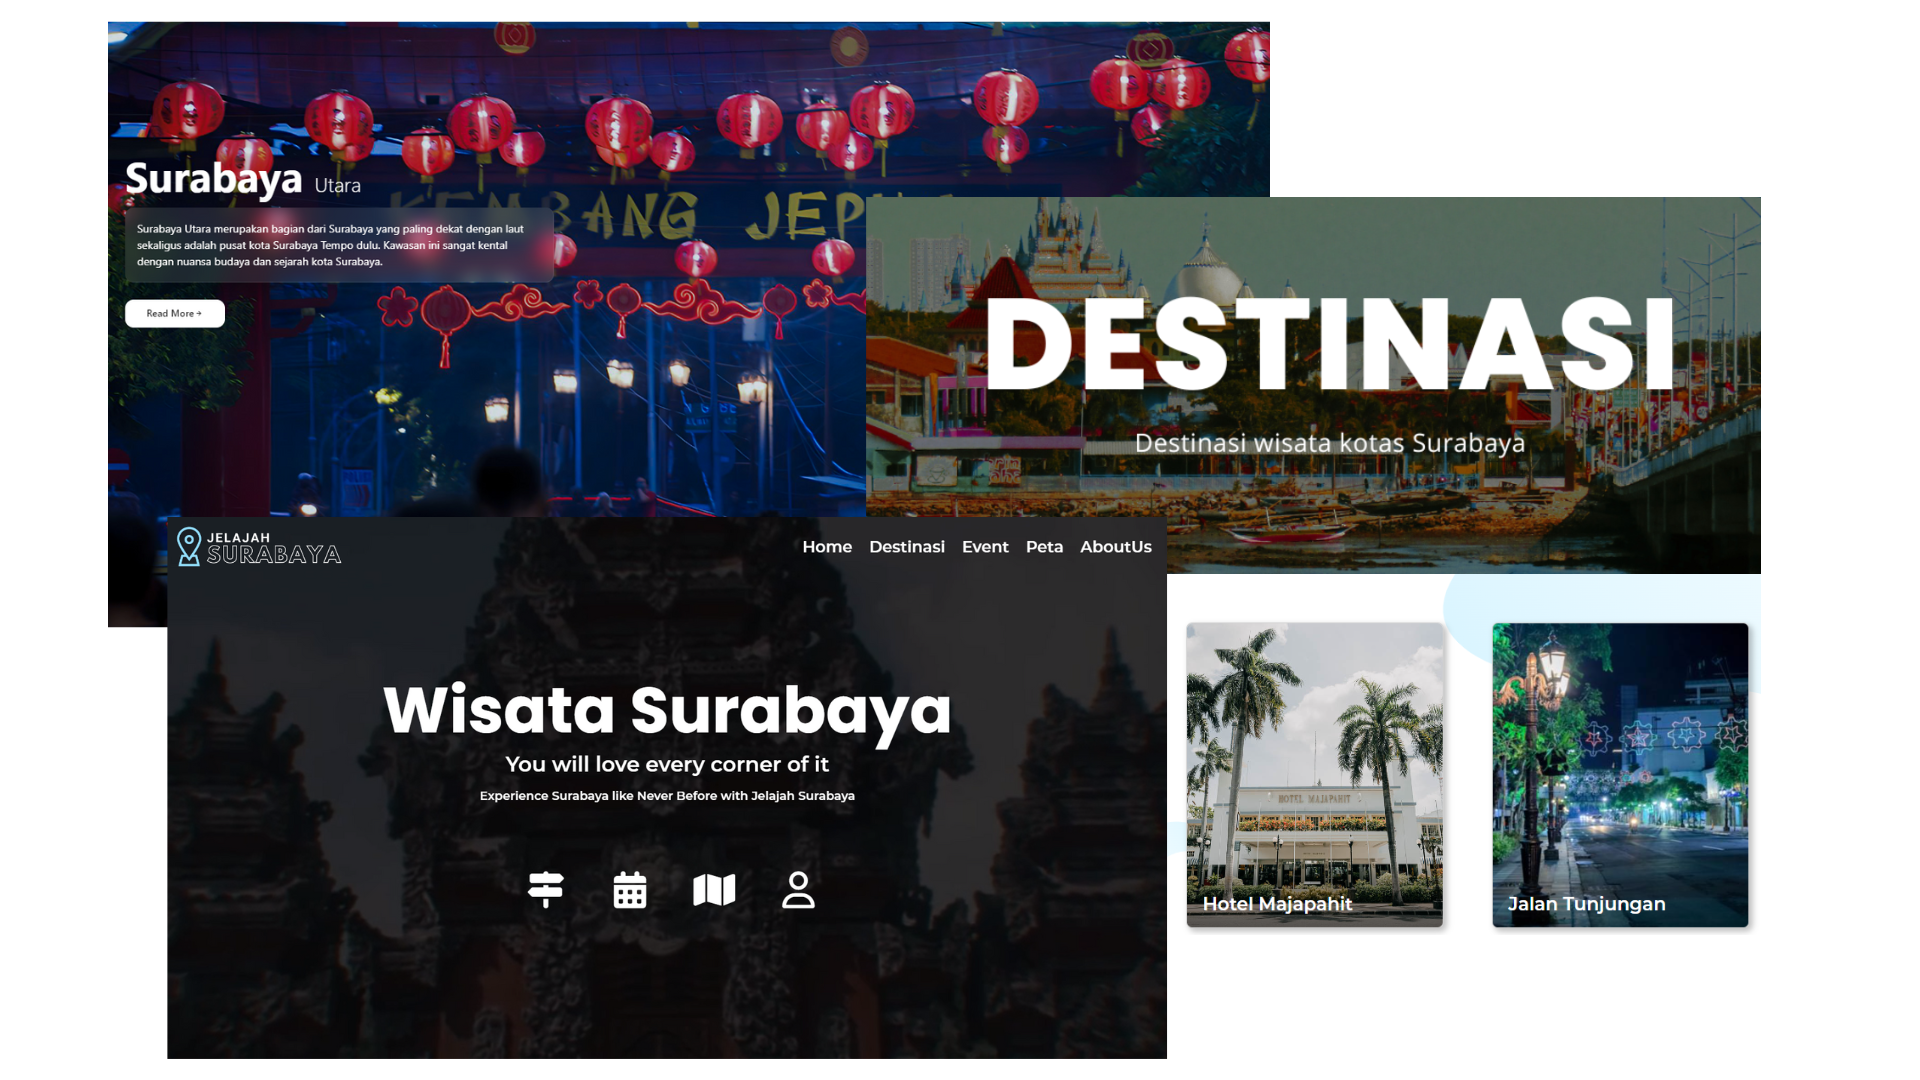 Surabaya Utara
Surabaya Utara merupakan bagian dari Surabaya yang paling dekat dengan laut
sekaligus adalah pusat kota Surabaya Tempo dulu. Kawasan ini sangat kental
dengan nuansa budaya dan sejarah kota Surabaya.
Read More →
DESTINASI
Destinasi wisata kotas Surabaya
JELAJAH
SURABAYA
Home Destinasi Event Peta AboutUs
Wisata Surabaya
You will love every corner of it
Experience Surabaya like Never Before with Jelajah Surabaya
HOTEL MAJAPAHIT
Hotel Majapahit
Jalan Tunjungan